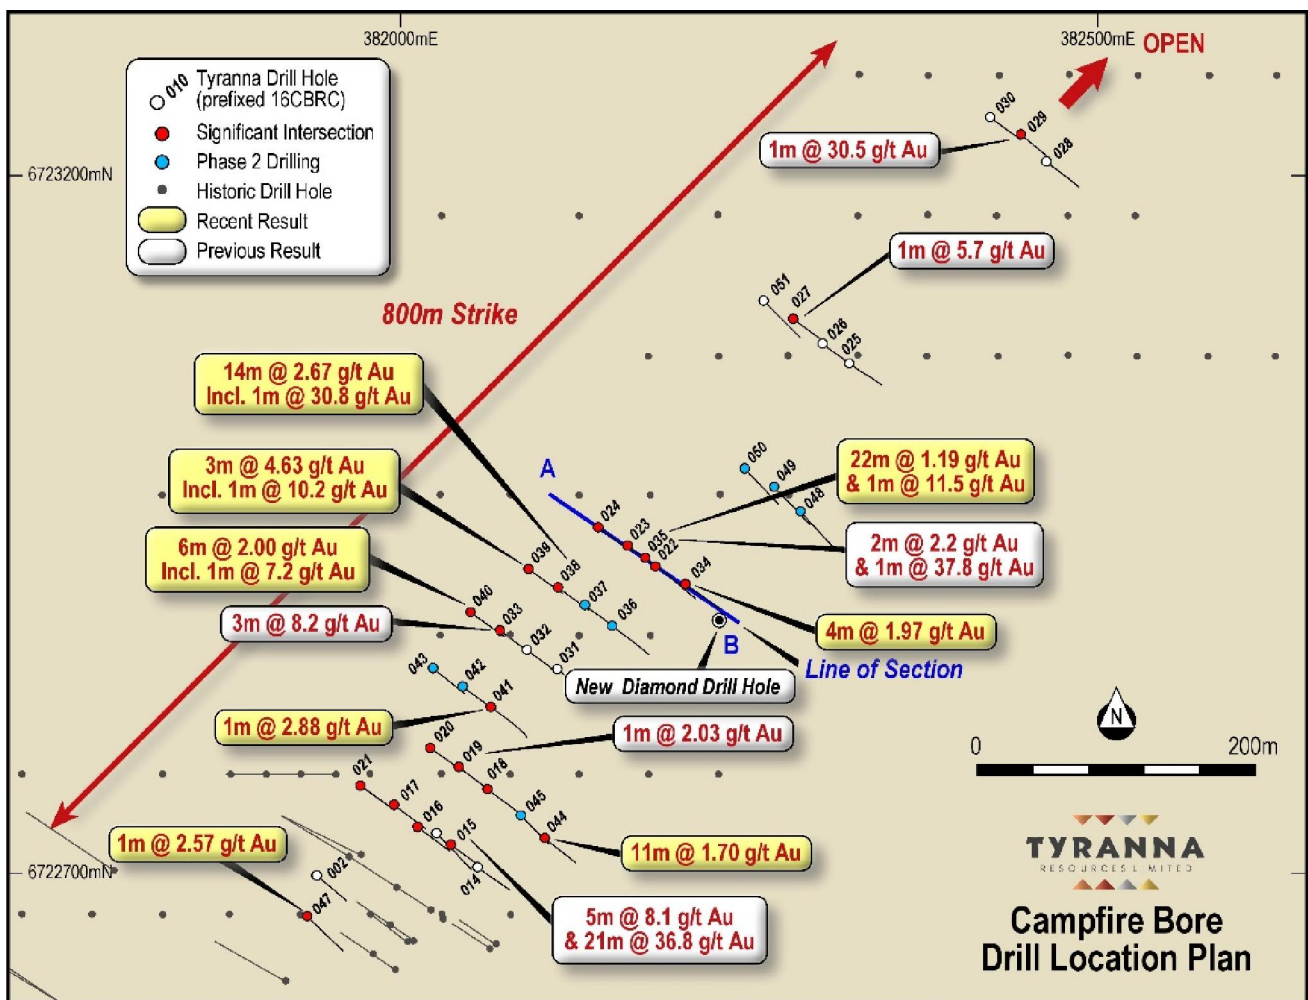 382000mE
382500mE
OPEN
010
Tyranna Drill Hole
(prefixed 16CBRC)
Significant Intersection
Phase 2 Drilling
Historic Drill Hole
Recent Result
Previous Result
6723200mN
030
029
028
1m @ 30.5 g/t Au
1m @ 5.7 g/t Au
051
027
026
025
800m Strike
14m @ 2.67 g/t Au
Incl. 1m @ 30.8 g/t Au
3m @ 4.63 g/t Au
Incl. 1m @ 10.2 g/t Au
6m @ 2.00 g/t Au
Incl. 1m @ 7.2 g/t Au
3m @ 8.2 g/t Au
A
050
049
048
22m @ 1.19 g/t Au
& 1m @ 11.5 g/t Au
024
023
035
022
034
2m @ 2.2 g/t Au
& 1m @ 37.8 g/t Au
039
038
037
036
040
033
032
031
4m @ 1.97 g/t Au
B
Line of Section
New Diamond Drill Hole
043
042
041
1m @ 2.88 g/t Au
020
019
018
045
044
1m @ 2.03 g/t Au
N
0
200m
021
017
016
015
014
1m @ 2.57 g/t Au
11m @ 1.70 g/t Au
6722700mN
002
047
5m @ 8.1 g/t Au
& 21m @ 36.8 g/t Au
TYRANNA
RESOURCES LIMITED
Campfire Bore
Drill Location Plan